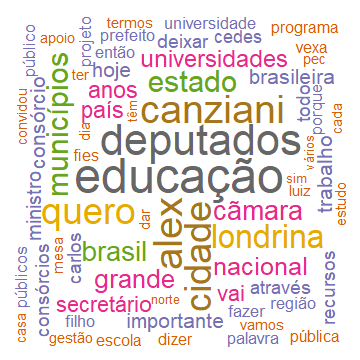 termos universidade
apoio prefeito cedes programa
público projeto então deixar vexa
municípios hoje universidades pec
consórcio anos estado brasileira
ter país canziani todo porque
convidou dia têm deputados cada
fies educação vários
ministro quero alex cidade cãmara sim luiz trabalho
mesa dar londrina estudo
carlos brasil nacional
públicos consórcios grande vai através recursos
secretário norte região
casa filho importante fazer vamos
gestão escola dizer palavra pública